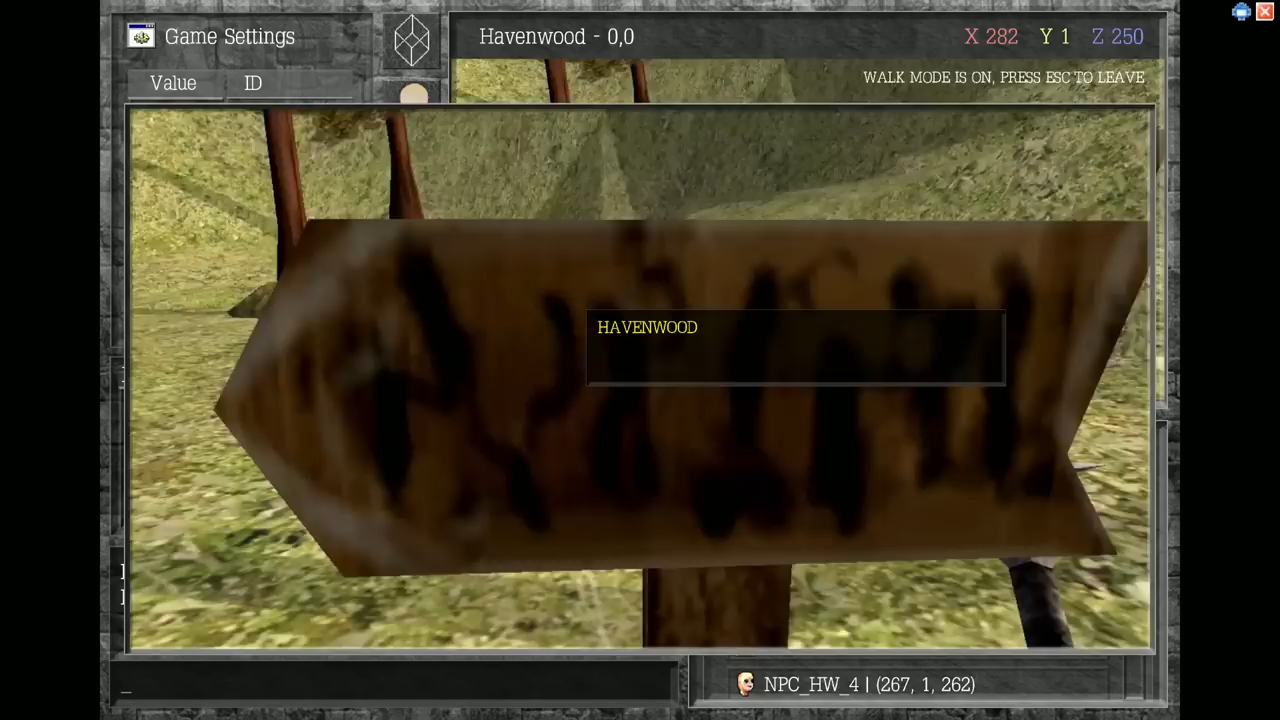 Game Settings
Havenwood - 0,0
X 282 Y 1 Z 250
Value ID
WALK MODE IS ON, PRESS ESC TO LEAVE
HAVENWOOD
_
NPC_HW_4 | (267, 1, 262)